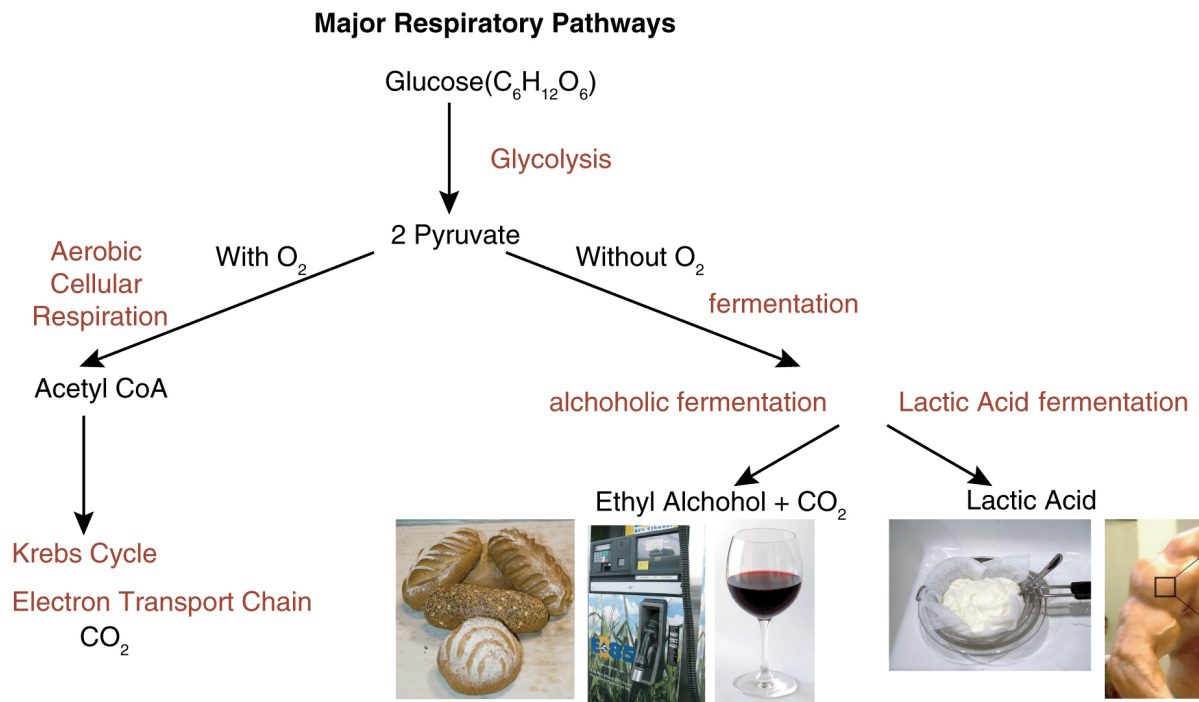 Major Respiratory Pathways
Glucose(C₆H₁₂O₆)
Glycolysis
2 Pyruvate
Aerobic
Cellular
Respiration
With O₂
Without O₂
fermentation
Acetyl CoA
alchoholic fermentation
Lactic Acid fermentation
Ethyl Alchohol + CO₂
Lactic Acid
Krebs Cycle
Electron Transport Chain
CO₂
E85